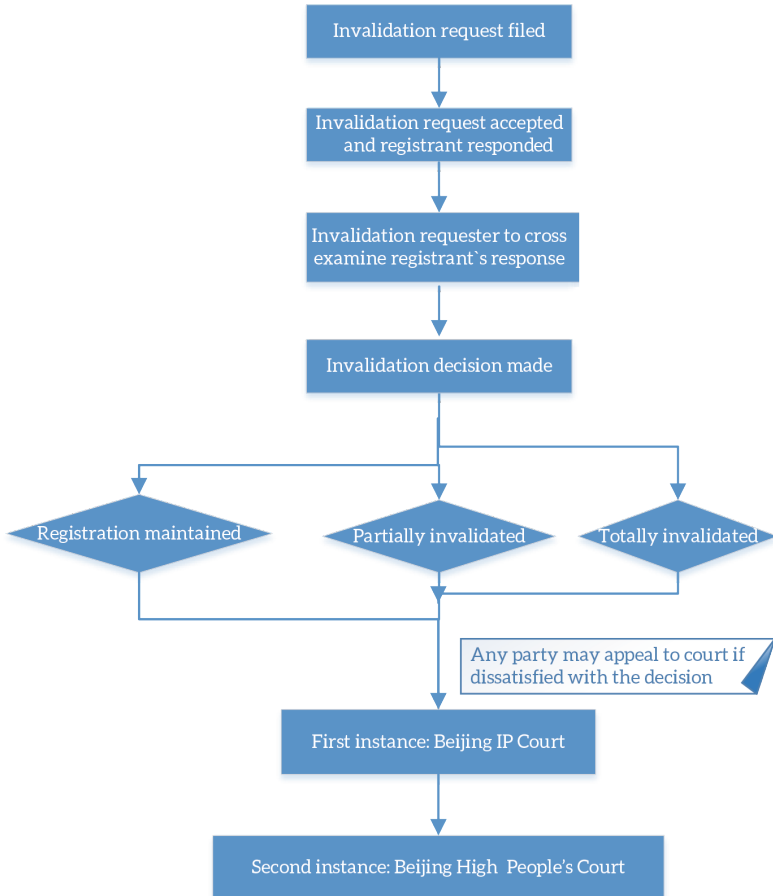 Invalidation request filed
Invalidation request accepted
and registrant responded
Invalidation requester to cross
examine registrant`s response
Invalidation decision made
Registration maintained
Partially invalidated
Totally invalidated
Any party may appeal to court if
dissatisfied with the decision
First instance: Beijing IP Court
Second instance: Beijing High People’s Court